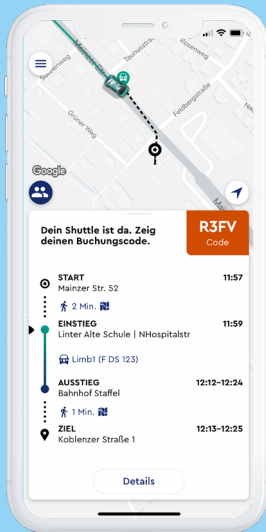 Mainzer Str.
Taunusstraße
Rosenweg
Grüner Weg
Feldbergstraße
Google
Dein Shuttle ist da. Zeig
deinen Buchungscode.
R3FV
Code
START 11:57
Mainzer Str. 52
2 Min.
EINSTIEG 11:59
Linter Alte Schule | NHospitalstr
Limb1 (F DS 123)
AUSSTIEG 12:12–12:24
Bahnhof Staffel
1 Min.
ZIEL 12:13–12:25
Koblenzer Straße 1
Details